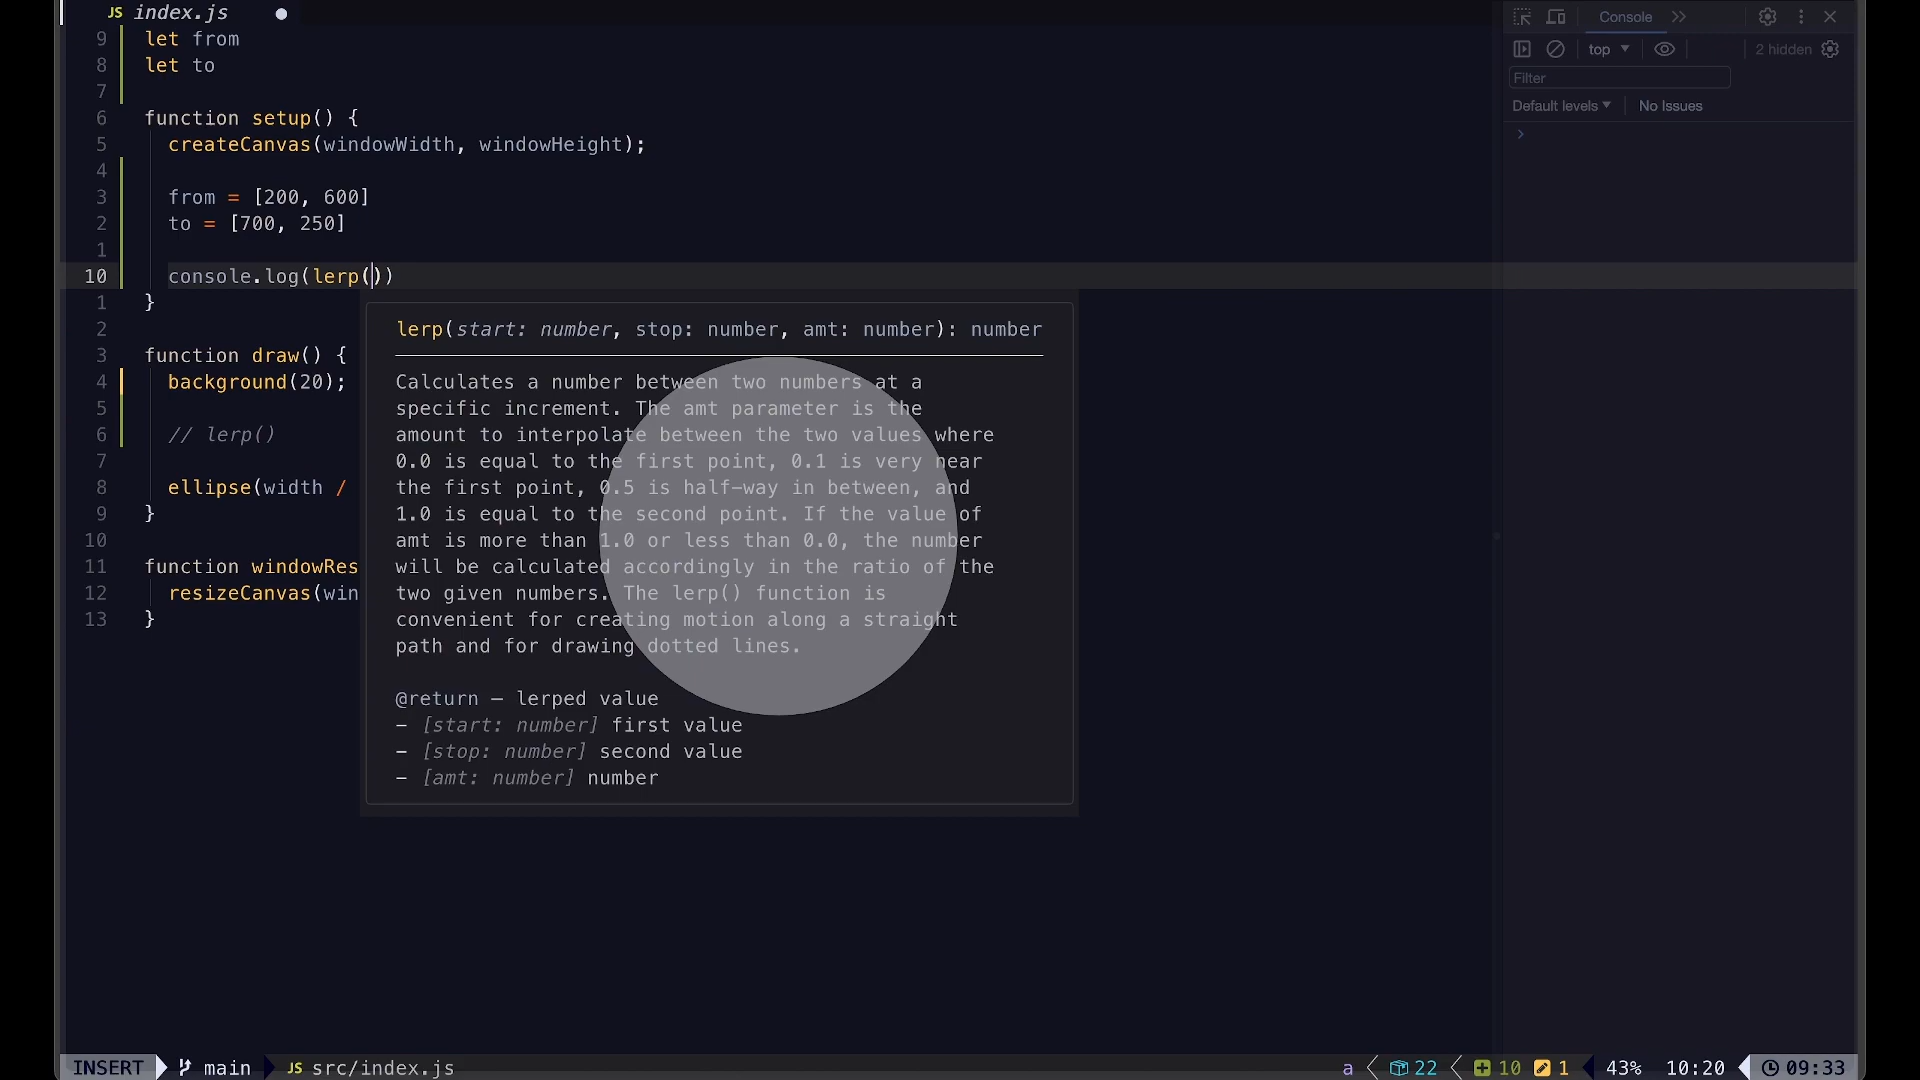 JS index.js
Console
top
2 hidden
Filter
Default levels
No Issues
9 let from
8 let to
7
6 function setup() {
5 createCanvas(windowWidth, windowHeight);
4
3 from = [200, 600]
2 to = [700, 250]
1
10 console.log(lerp())
1 }
2
3 function draw() {
4 background(20);
5
6 // lerp()
7
8 ellipse(width /
9 }
10
11 function windowRes
12 resizeCanvas(win
13 }
lerp(start: number, stop: number, amt: number): number
Calculates a number between two numbers at a
specific increment. The amt parameter is the
amount to interpolate between the two values where
0.0 is equal to the first point, 0.1 is very near
the first point, 0.5 is half-way in between, and
1.0 is equal to the second point. If the value of
amt is more than 1.0 or less than 0.0, the number
will be calculated accordingly in the ratio of the
two given numbers. The lerp() function is
convenient for creating motion along a straight
path and for drawing dotted lines.
@return — lerped value
- [start: number] first value
- [stop: number] second value
- [amt: number] number
INSERT main JS src/index.js a 22 10 1 43% 10:20 09:33